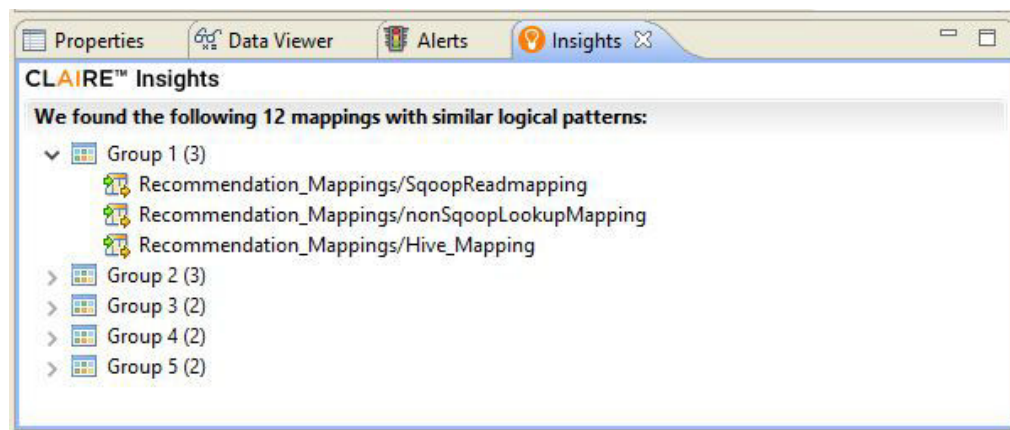 Properties Data Viewer Alerts Insights
CLAIRE™ Insights
We found the following 12 mappings with similar logical patterns:
Group 1 (3)
Recommendation_Mappings/SqoopReadmapping
Recommendation_Mappings/nonSqoopLookupMapping
Recommendation_Mappings/Hive_Mapping
Group 2 (3)
Group 3 (2)
Group 4 (2)
Group 5 (2)